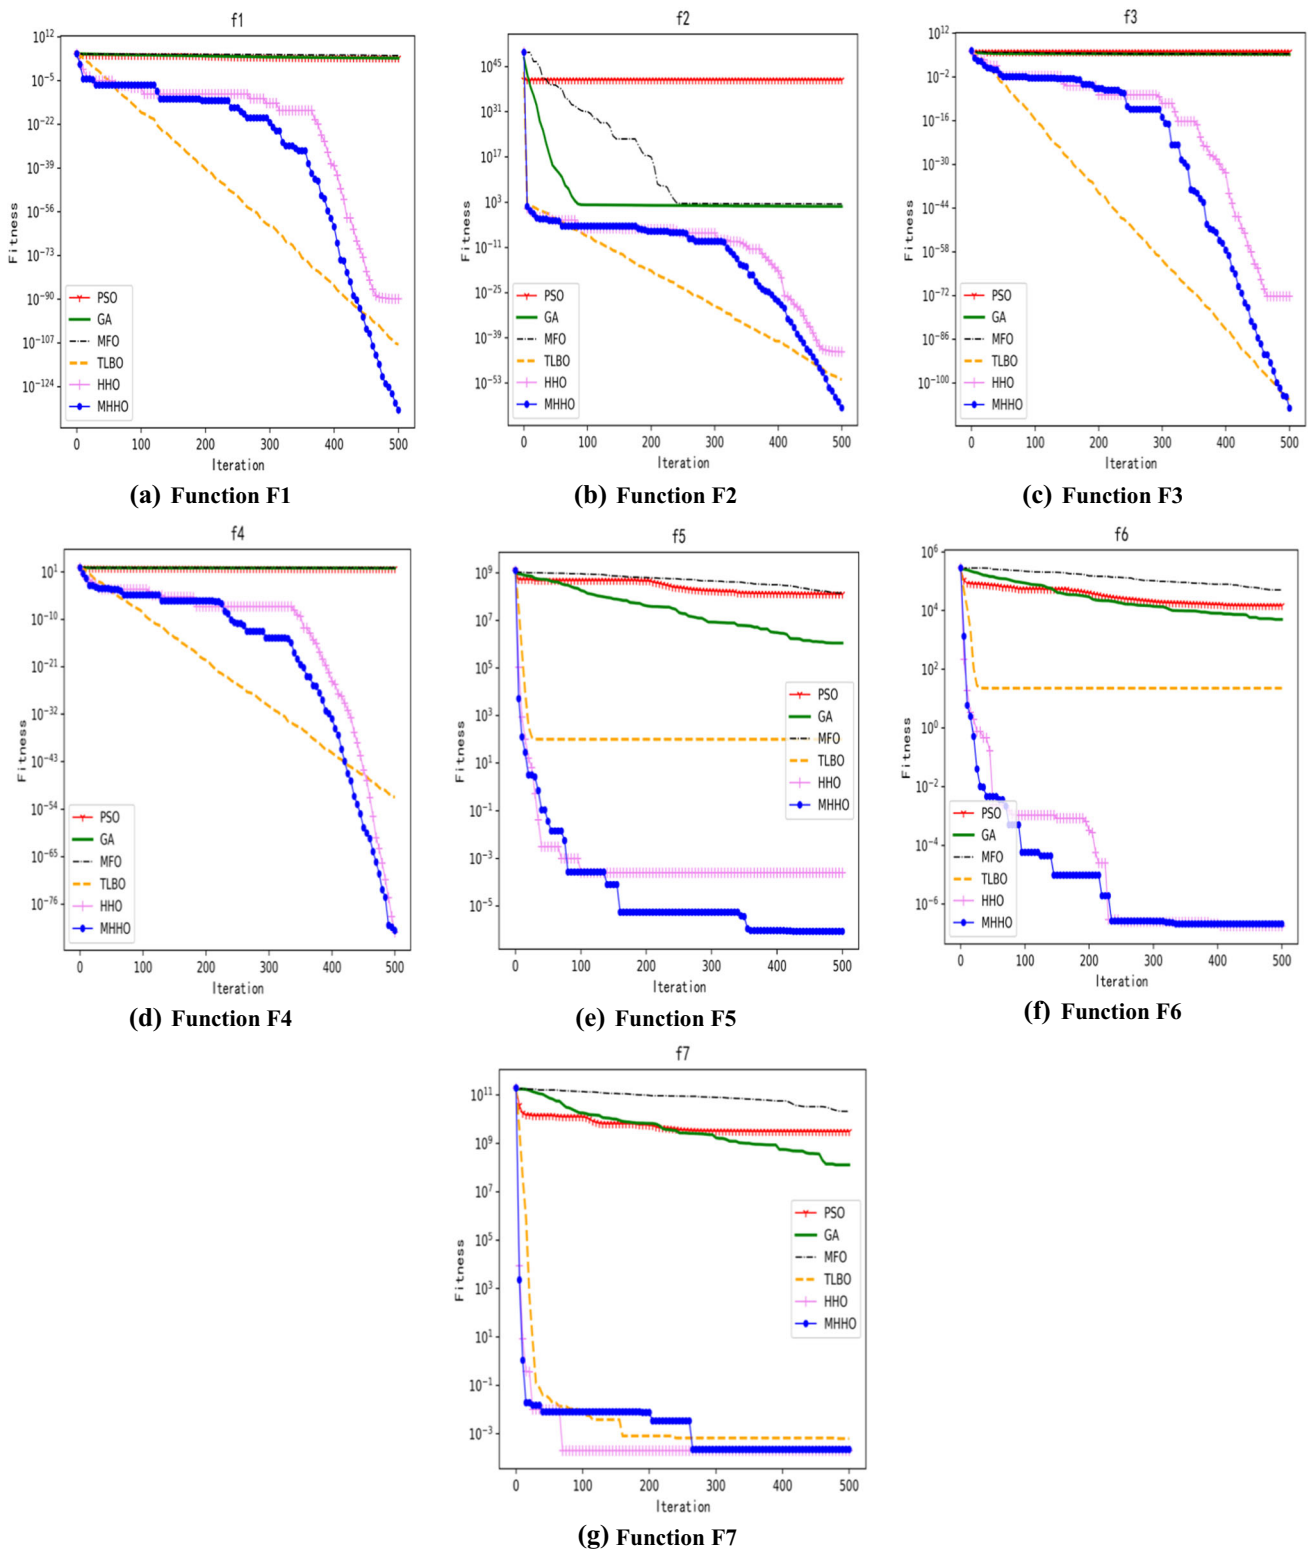 f1
10^12
10^-5
10^-22
10^-39
10^-56
10^-73
10^-90
10^-107
10^-124
Fitness
PSO
GA
MFO
TLBO
HHO
MHHO
0 100 200 300 400 500
Iteration
(a) Function F1
f2
10^45
10^31
10^17
10^3
10^-11
10^-25
10^-39
10^-53
Fitness
PSO
GA
MFO
TLBO
HHO
MHHO
0 100 200 300 400 500
Iteration
(b) Function F2
f3
10^12
10^-2
10^-16
10^-30
10^-44
10^-58
10^-72
10^-86
10^-100
Fitness
PSO
GA
MFO
TLBO
HHO
MHHO
0 100 200 300 400 500
Iteration
(c) Function F3
f4
10^1
10^-10
10^-21
10^-32
10^-43
10^-54
10^-65
10^-76
Fitness
PSO
GA
MFO
TLBO
HHO
MHHO
0 100 200 300 400 500
Iteration
(d) Function F4
f5
10^9
10^7
10^5
10^3
10^1
10^-1
10^-3
10^-5
Fitness
PSO
GA
MFO
TLBO
HHO
MHHO
0 100 200 300 400 500
Iteration
(e) Function F5
f6
10^6
10^4
10^2
10^0
10^-2
10^-4
10^-6
Fitness
PSO
GA
MFO
TLBO
HHO
MHHO
0 100 200 300 400 500
Iteration
(f) Function F6
f7
10^11
10^9
10^7
10^5
10^3
10^1
10^-1
10^-3
Fitness
PSO
GA
MFO
TLBO
HHO
MHHO
0 100 200 300 400 500
Iteration
(g) Function F7